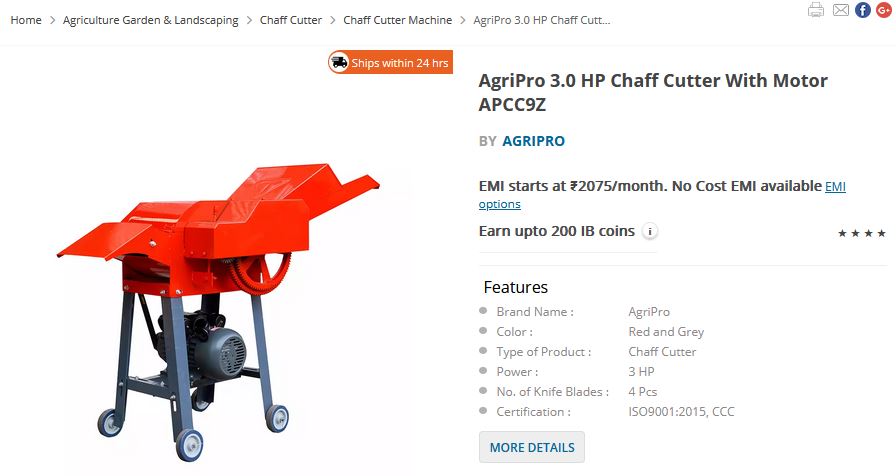 Home > Agriculture Garden & Landscaping > Chaff Cutter > Chaff Cutter Machine > AgriPro 3.0 HP Chaff Cutt...
Ships within 24 hrs
AgriPro 3.0 HP Chaff Cutter With Motor
APCC9Z
BY AGRIPRO
EMI starts at ₹2075/month. No Cost EMI available EMI
options
Earn upto 200 IB coins i
Features
Brand Name : AgriPro
Color : Red and Grey
Type of Product : Chaff Cutter
Power : 3 HP
No. of Knife Blades : 4 Pcs
Certification : ISO9001:2015, CCC
MORE DETAILS